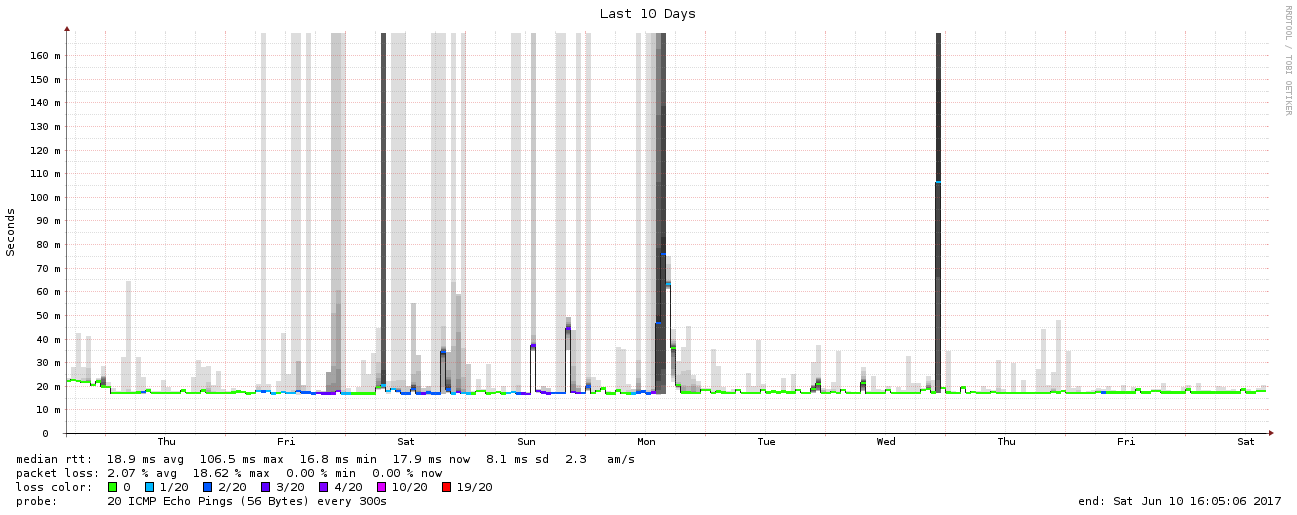 Last 10 Days
RRDTOOL / TOBI OETIKER
Seconds
160 m
150 m
140 m
130 m
120 m
110 m
100 m
90 m
80 m
70 m
60 m
50 m
40 m
30 m
20 m
10 m
0
Thu Fri Sat Sun Mon Tue Wed Thu Fri Sat
median rtt: 18.9 ms avg 106.5 ms max 16.8 ms min 17.9 ms now 8.1 ms sd 2.3 am/s
packet loss: 2.07 % avg 18.62 % max 0.00 % min 0.00 % now
loss color: 0 1/20 2/20 3/20 4/20 10/20 19/20
probe: 20 ICMP Echo Pings (56 Bytes) every 300s end: Sat Jun 10 16:05:06 2017